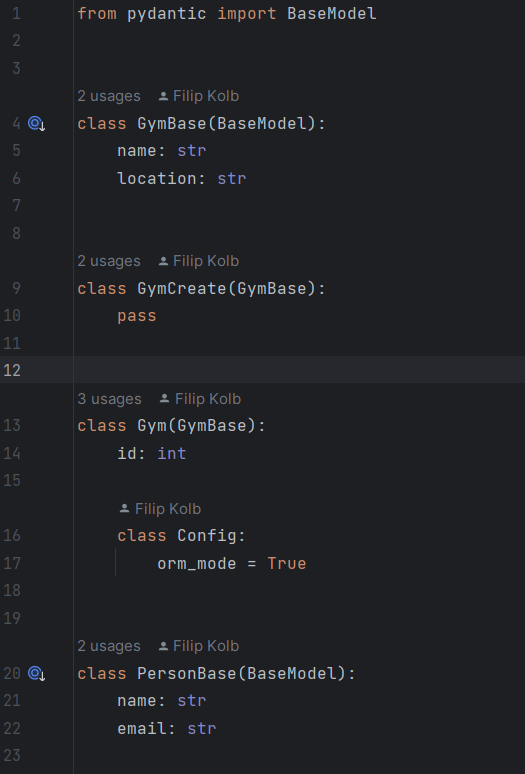 1 from pydantic import BaseModel
2
3
2 usages Filip Kolb
4 class GymBase(BaseModel):
5     name: str
6     location: str
7
8
2 usages Filip Kolb
9 class GymCreate(GymBase):
10     pass
11
12
3 usages Filip Kolb
13 class Gym(GymBase):
14     id: int
15
Filip Kolb
16     class Config:
17         orm_mode = True
18
19
2 usages Filip Kolb
20 class PersonBase(BaseModel):
21     name: str
22     email: str
23